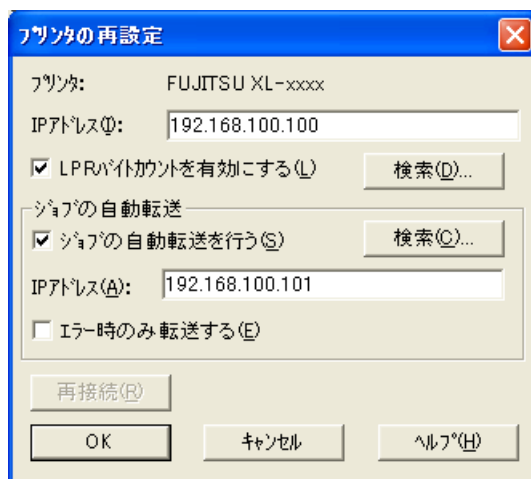 プリンタの再設定
プリンタ: FUJITSU XL-xxxx
IPアドレス(I): 192.168.100.100
LPRバイトカウントを有効にする(L) 検索(D)...
ジョブの自動転送
ジョブの自動転送を行う(S) 検索(C)...
IPアドレス(A): 192.168.100.101
エラー時のみ転送する(E)
再接続(R)
OK キャンセル ヘルプ(H)